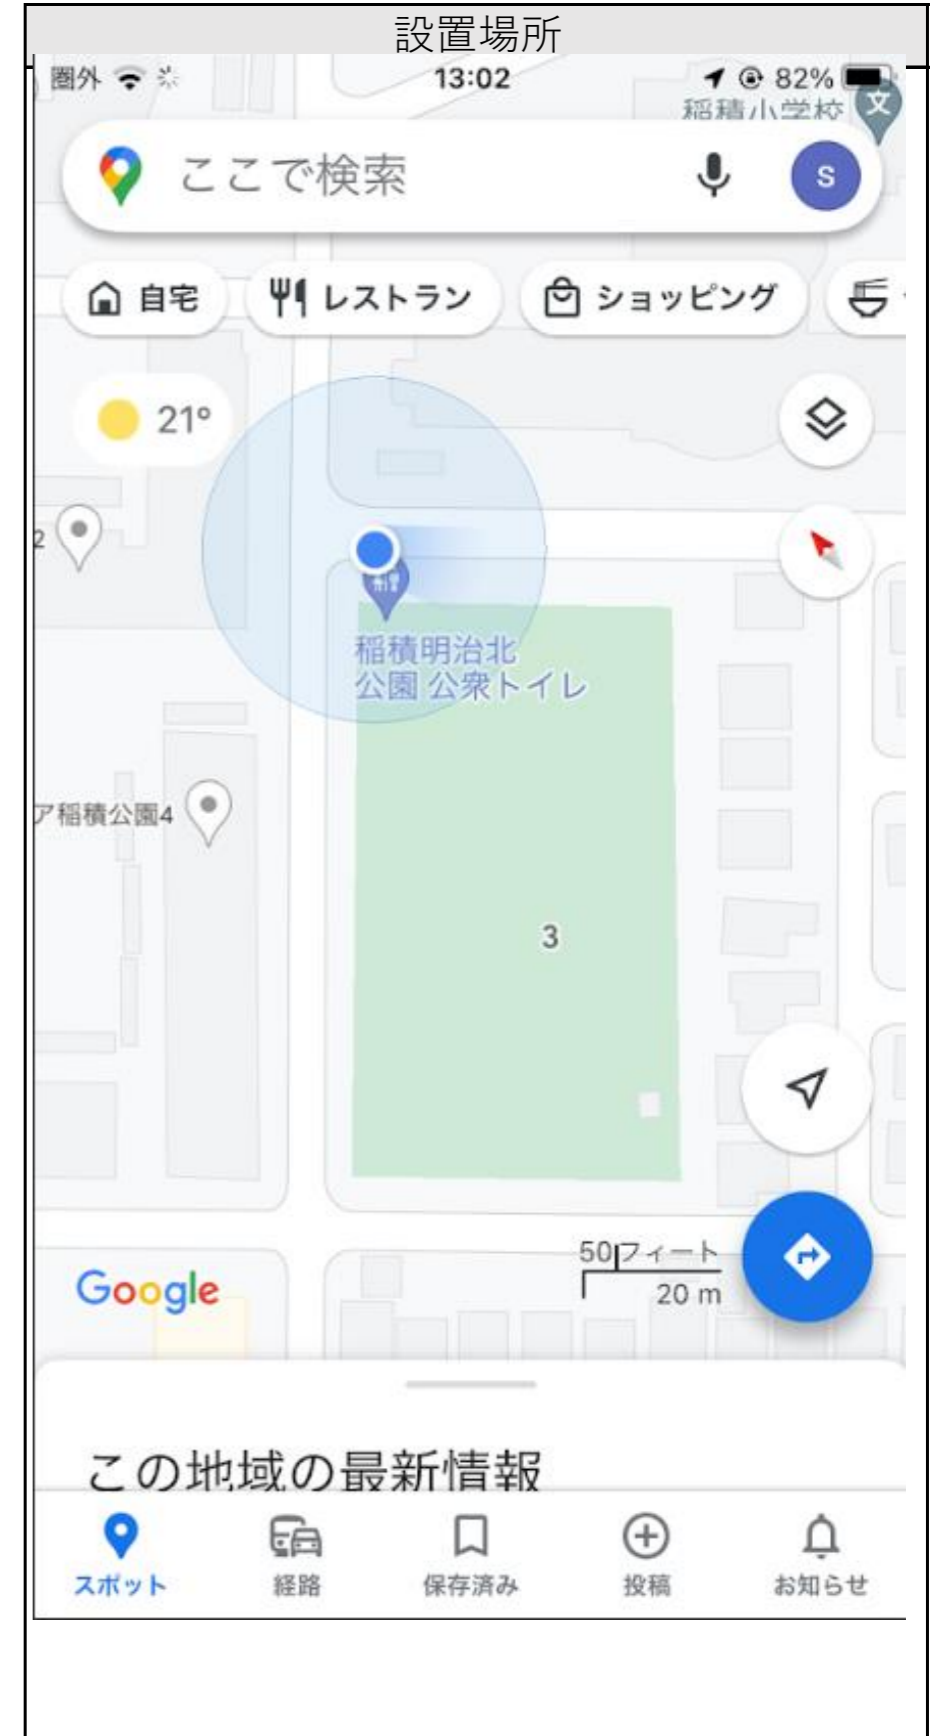 設置場所
圏外 13:02 82%
稲積小学校
文
ここで検索
S
自宅 レストラン ショッピング
21°
2
稲積明治北
公園 公衆トイレ
ア稲積公園4
3
50フィート
20 m
Google
この地域の最新情報
スポット 経路 保存済み 投稿 お知らせ